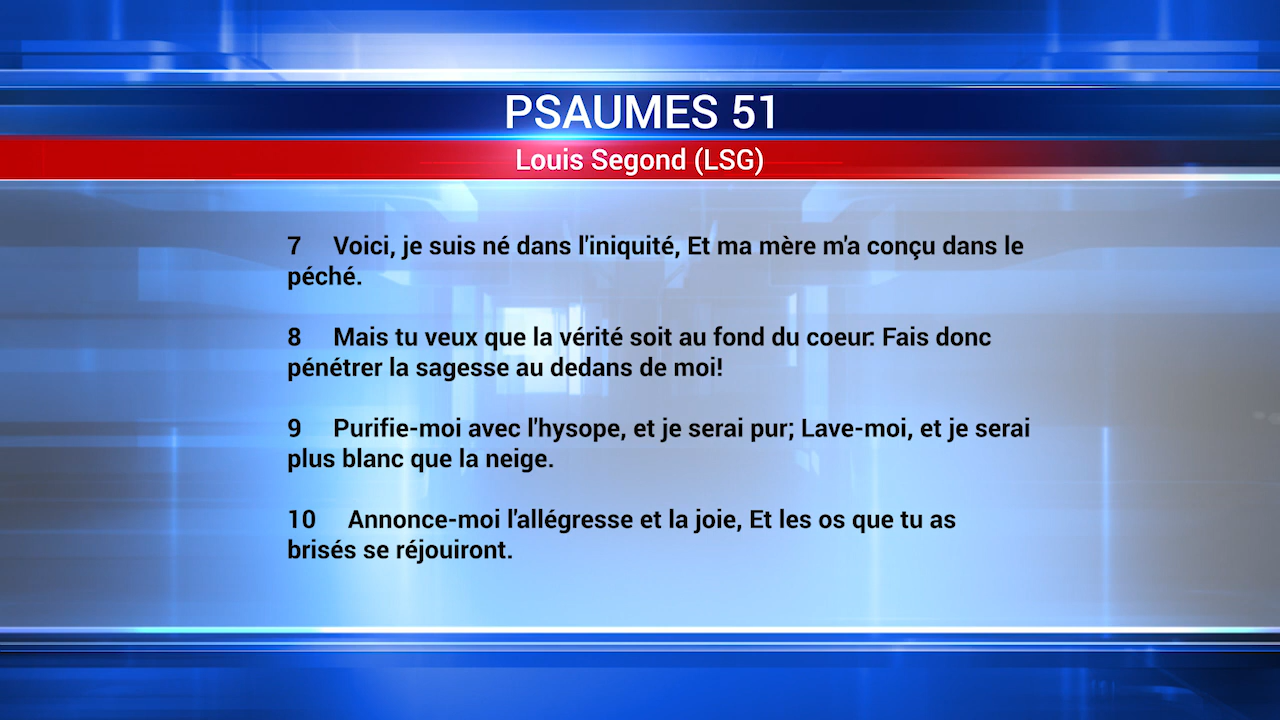 PSAUMES 51
Louis Segond (LSG)
7 Voici, je suis né dans l'iniquité, Et ma mère m'a conçu dans le
péché.
8 Mais tu veux que la vérité soit au fond du coeur: Fais donc
pénétrer la sagesse au dedans de moi!
9 Purifie-moi avec l'hysope, et je serai pur; Lave-moi, et je serai
plus blanc que la neige.
10 Annonce-moi l'allégresse et la joie, Et les os que tu as
brisés se réjouiront.